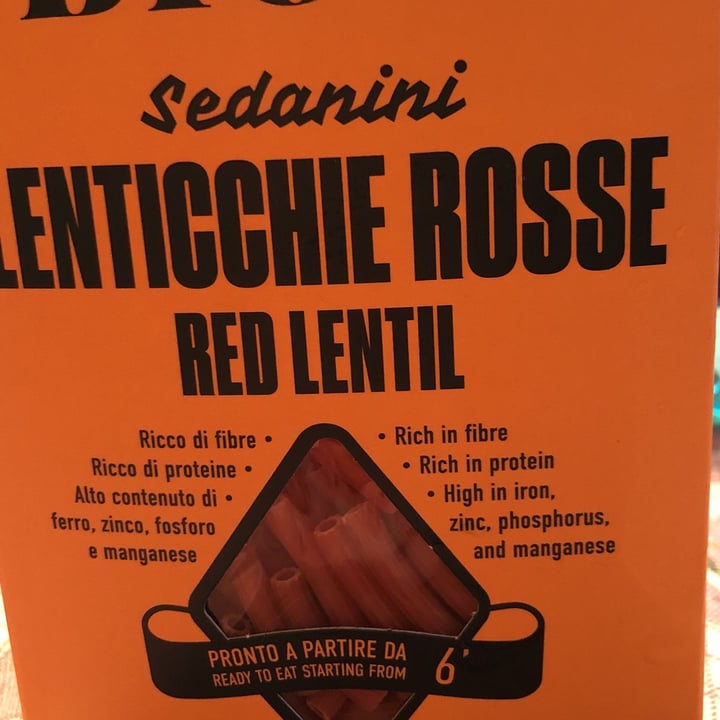 Sedanini
LENTICCHIE ROSSE
RED LENTIL
Ricco di fibre •
Ricco di proteine •
Alto contenuto di •
ferro, zinco, fosforo
e manganese
• Rich in fibre
• Rich in protein
• High in iron,
zinc, phosphorus,
and manganese
PRONTO A PARTIRE DA
READY TO EAT STARTING FROM
6'